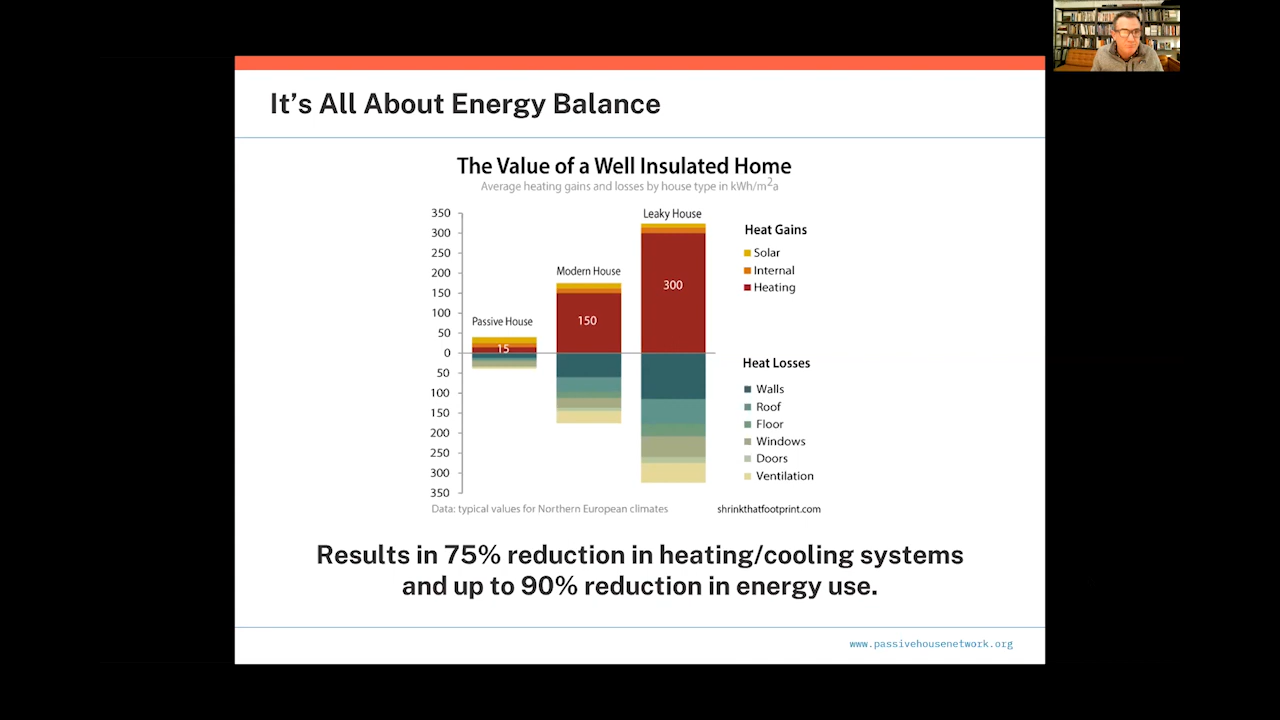 It's All About Energy Balance
The Value of a Well Insulated Home
Average heating gains and losses by house type in kWh/m²a
350
300
250
200
150
100
50
0
50
100
150
200
250
300
350
Passive House
15
Modern House
150
Leaky House
300
Heat Gains
Solar
Internal
Heating
Heat Losses
Walls
Roof
Floor
Windows
Doors
Ventilation
Data: typical values for Northern European climates
shrinkthatfootprint.com
Results in 75% reduction in heating/cooling systems
and up to 90% reduction in energy use.
www.passivehousenetwork.org